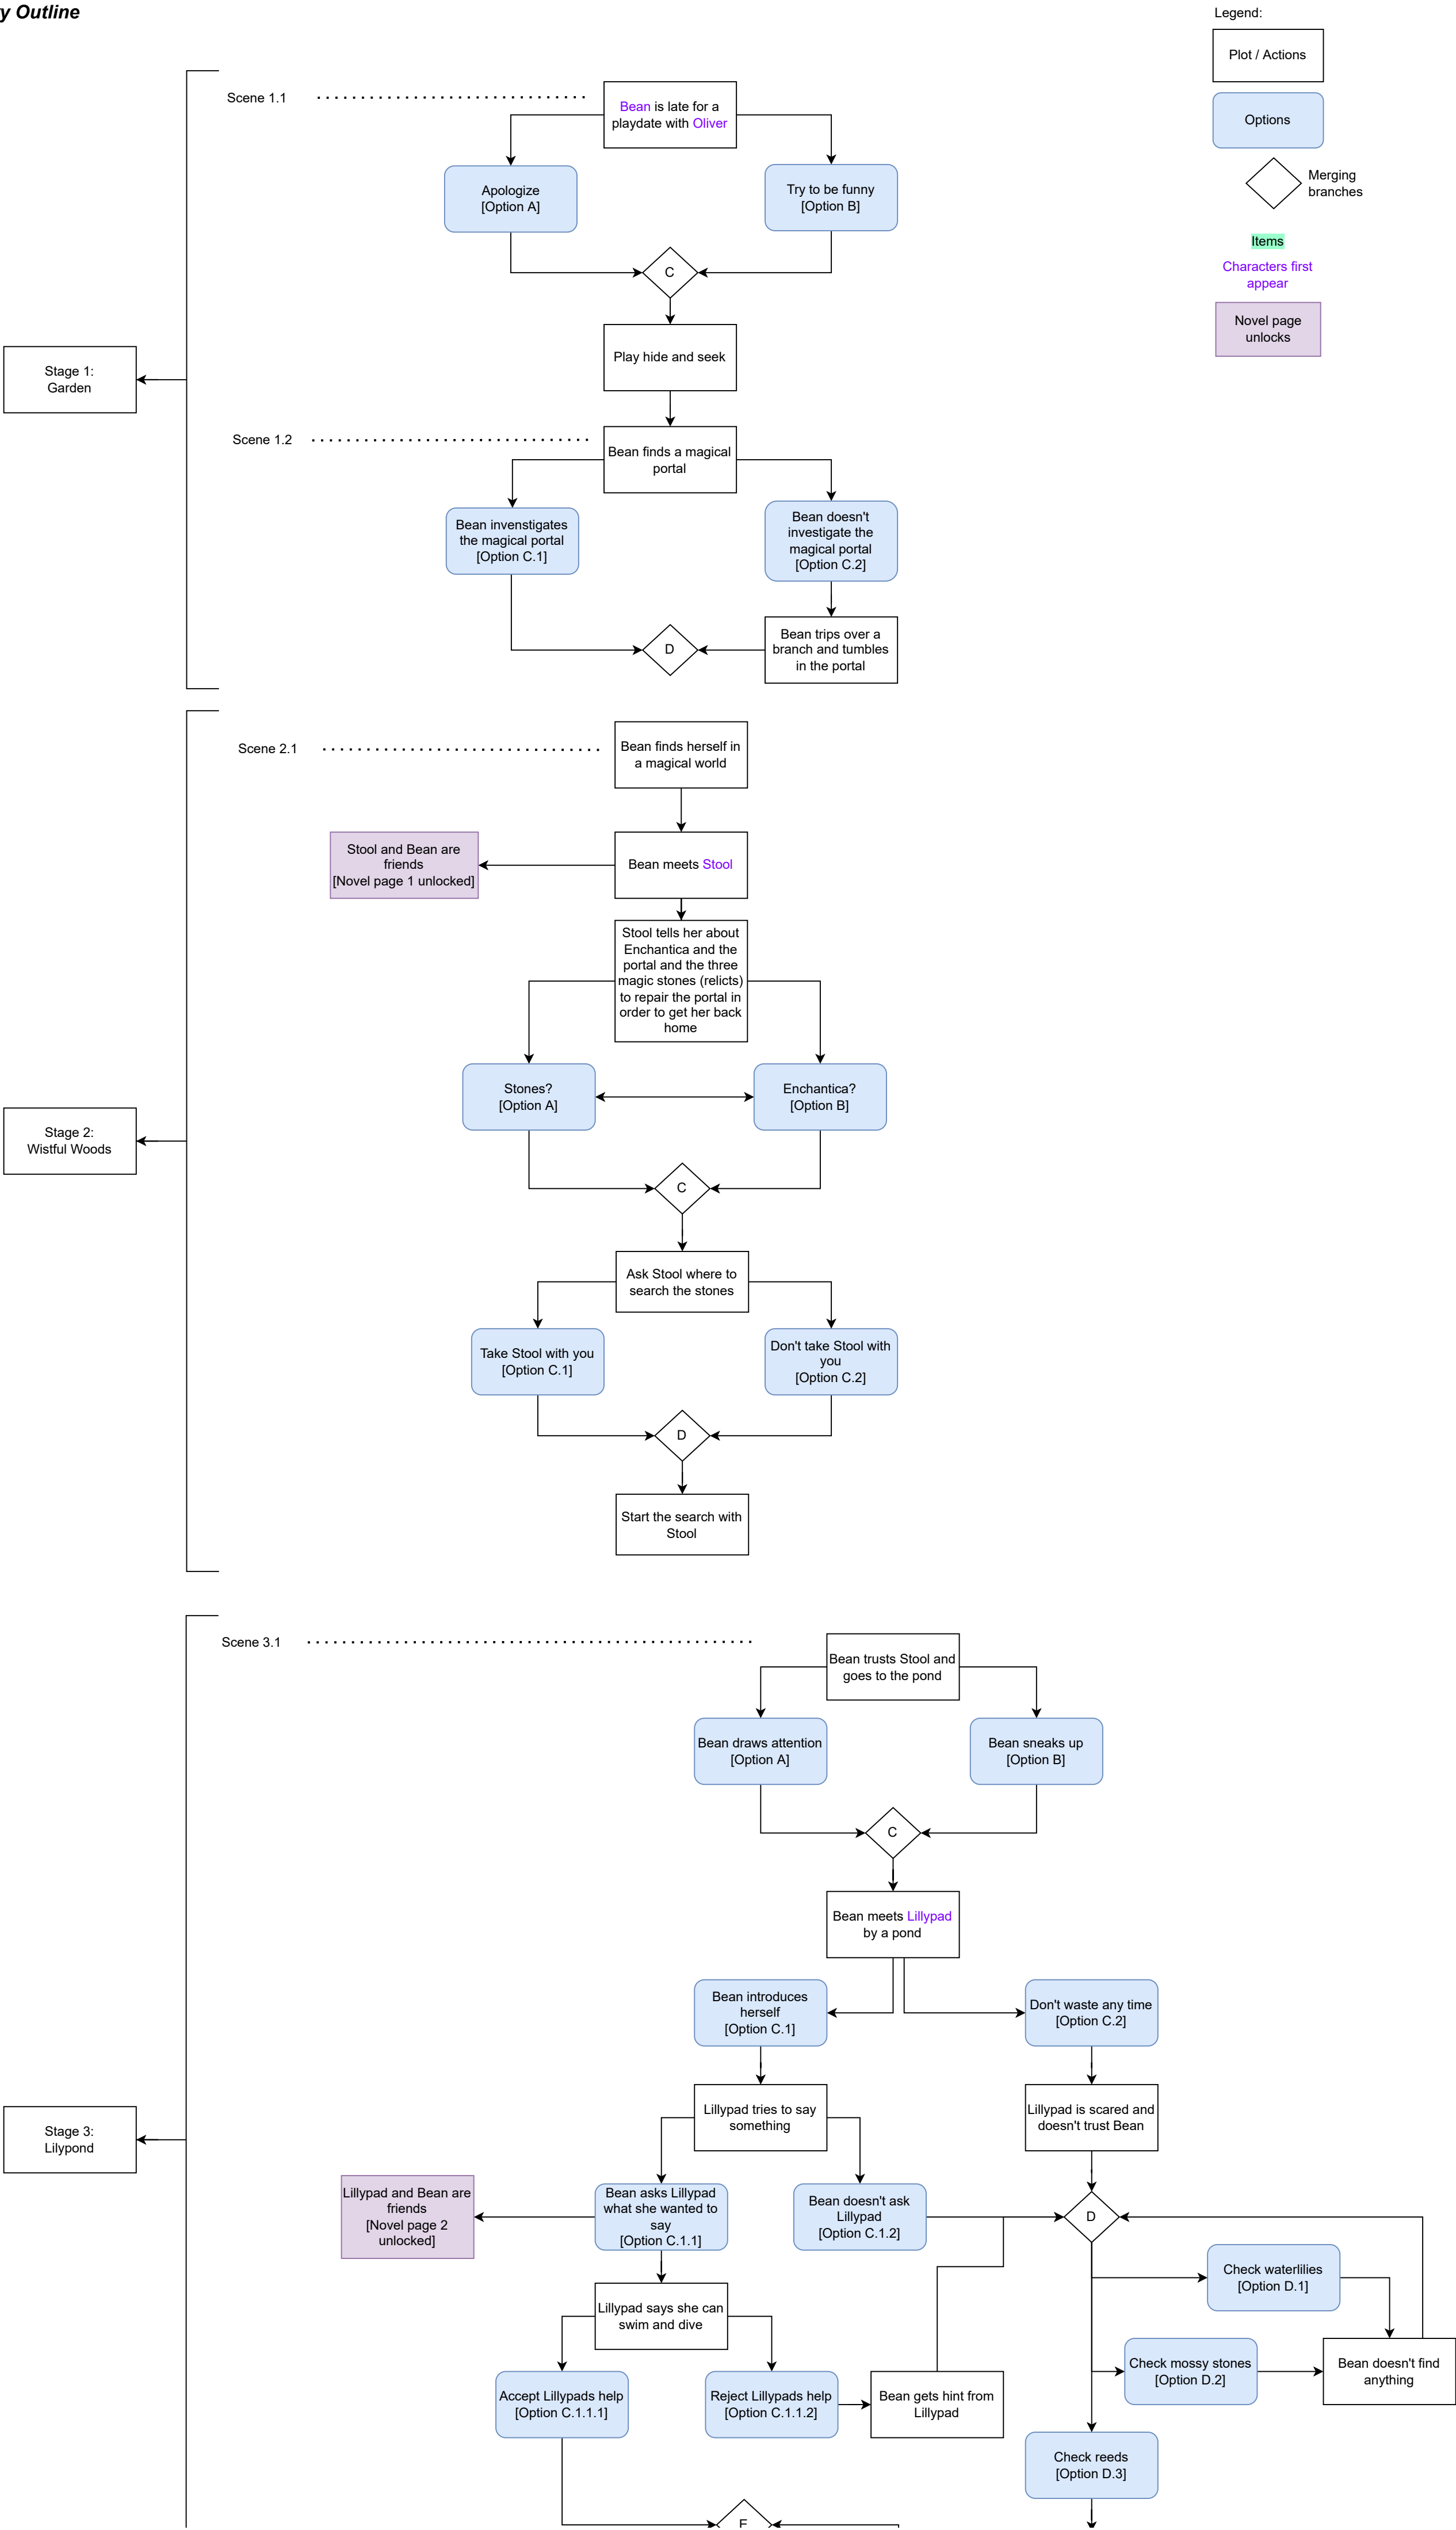 y Outline
Legend:
Plot / Actions
Options
Merging
branches
Items
Characters first
appear
Novel page
unlocks
Stage 1:
Garden
Scene 1.1
Bean is late for a
playdate with Oliver
Apologize
[Option A]
Try to be funny
[Option B]
C
Play hide and seek
Scene 1.2
Bean finds a magical
portal
Bean invenstigates
the magical portal
[Option C.1]
Bean doesn't
investigate the
magical portal
[Option C.2]
Bean trips over a
branch and tumbles
in the portal
D
Stage 2:
Wistful Woods
Scene 2.1
Bean finds herself in
a magical world
Bean meets Stool
Stool and Bean are
friends
[Novel page 1 unlocked]
Stool tells her about
Enchantica and the
portal and the three
magic stones (relicts)
to repair the portal in
order to get her back
home
Stones?
[Option A]
Enchantica?
[Option B]
C
Ask Stool where to
search the stones
Take Stool with you
[Option C.1]
Don't take Stool with
you
[Option C.2]
D
Start the search with
Stool
Stage 3:
Lilypond
Scene 3.1
Bean trusts Stool and
goes to the pond
Bean draws attention
[Option A]
Bean sneaks up
[Option B]
C
Bean meets Lillypad
by a pond
Bean introduces
herself
[Option C.1]
Don't waste any time
[Option C.2]
Lillypad tries to say
something
Lillypad is scared and
doesn't trust Bean
Lillypad and Bean are
friends
[Novel page 2
unlocked]
Bean asks Lillypad
what she wanted to
say
[Option C.1.1]
Bean doesn't ask
Lillypad
[Option C.1.2]
D
Check waterlilies
[Option D.1]
Lillypad says she can
swim and dive
Check mossy stones
[Option D.2]
Bean doesn't find
anything
Accept Lillypads help
[Option C.1.1.1]
Reject Lillypads help
[Option C.1.1.2]
Bean gets hint from
Lillypad
Check reeds
[Option D.3]